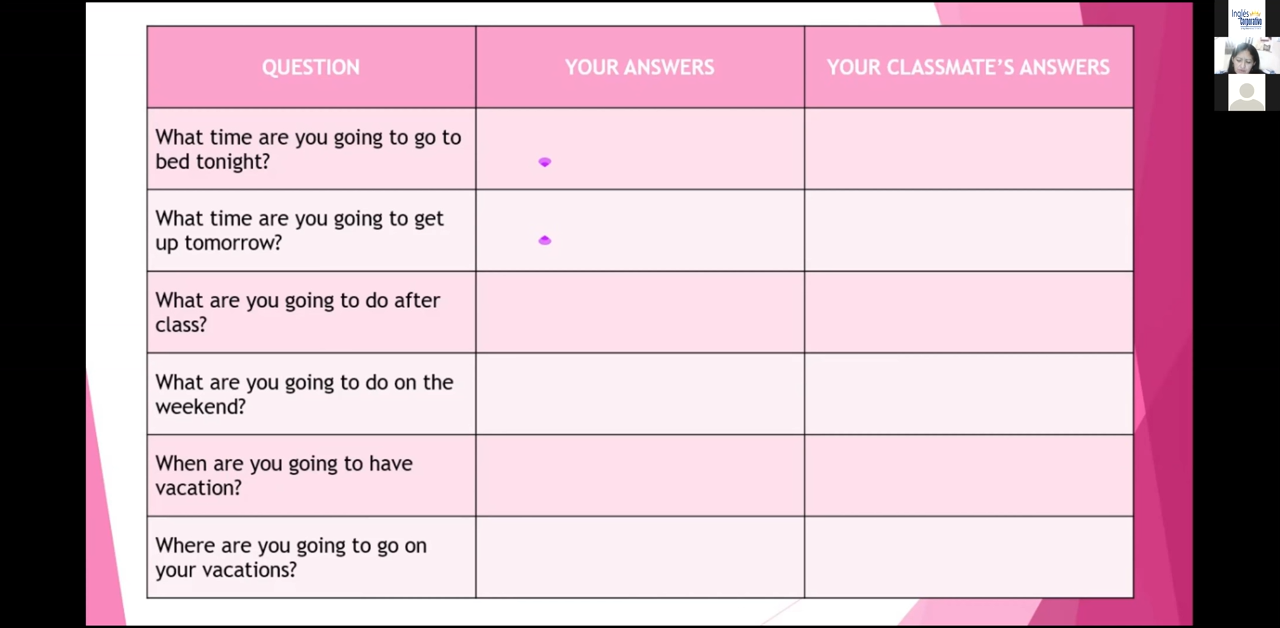 QUESTION
YOUR ANSWERS
YOUR CLASSMATE'S ANSWERS
What time are you going to go to
bed tonight?
What time are you going to get
up tomorrow?
What are you going to do after
class?
What are you going to do on the
weekend?
When are you going to have
vacation?
Where are you going to go on
your vacations?
Inglés
Corporativo